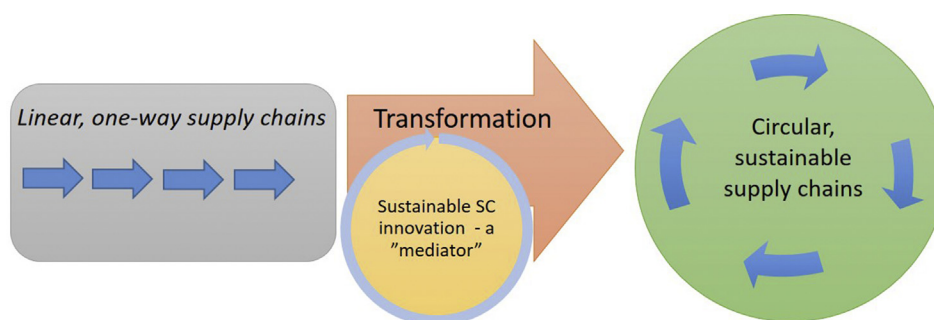 Linear, one-way supply chains
Transformation
Sustainable SC
innovation - a
”mediator”
Circular,
sustainable
supply chains